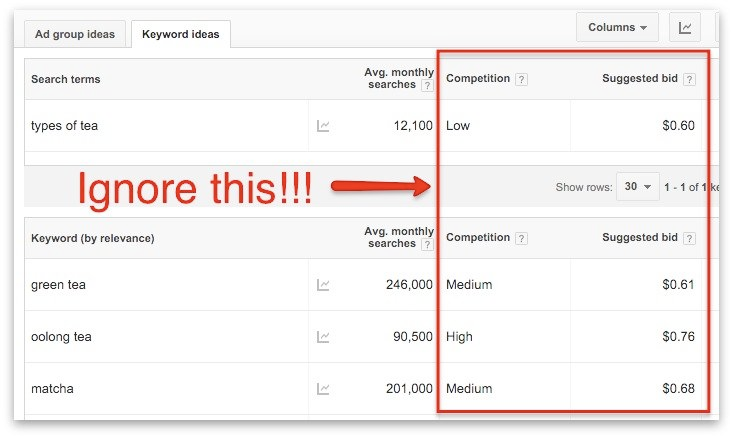 Ad group ideas Keyword ideas Columns
Search terms Avg. monthly searches ? Competition ? Suggested bid ?
types of tea 12,100 Low $0.60
Ignore this!!!
Show rows: 30 1 - 1 of 1
Keyword (by relevance) Avg. monthly searches ? Competition ? Suggested bid ?
green tea 246,000 Medium $0.61
oolong tea 90,500 High $0.76
matcha 201,000 Medium $0.68